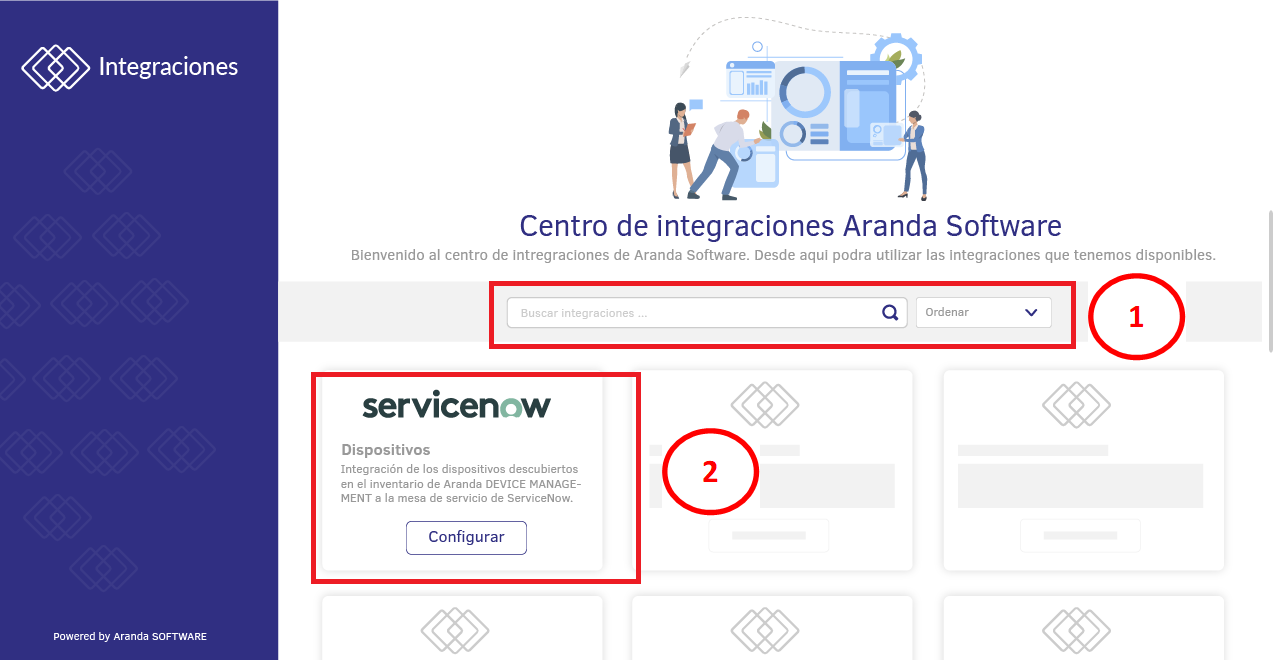 Integraciones
Centro de integraciones Aranda Software
Bienvenido al centro de intregraciones de Aranda Software. Desde aqui podra utilizar las integraciones que tenemos disponibles.
Buscar integraciones ...
Ordenar
1
servicenow
Dispositivos
Integración de los dispositivos descubiertos
en el inventario de Aranda DEVICE MANAGE-
MENT a la mesa de servicio de ServiceNow.
Configurar
2
Powered by Aranda SOFTWARE